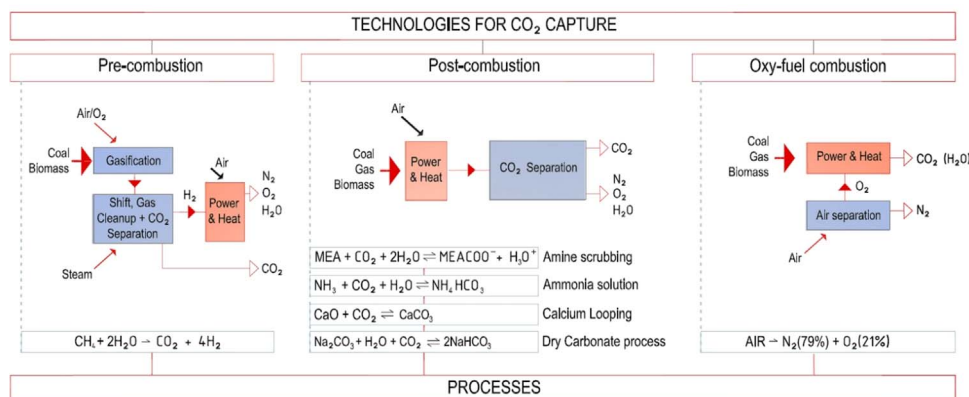 TECHNOLOGIES FOR CO₂ CAPTURE
Pre-combustion
Air/O₂
Coal
Biomass
Gasification
Air
Shift, Gas
Cleanup + CO₂
Separation
H₂
Power
& Heat
N₂
O₂
H₂O
CO₂
Steam
CH₄ + 2H₂O → CO₂ + 4H₂
Post-combustion
Air
Coal
Gas
Biomass
Power
& Heat
CO₂ Separation
CO₂
N₂
O₂
H₂O
MEA + CO₂ + 2H₂O ⇌ MEACOO⁻ + H₃O⁺ Amine scrubbing
NH₃ + CO₂ + H₂O ⇌ NH₄HCO₃ Ammonia solution
CaO + CO₂ ⇌ CaCO₃ Calcium Looping
Na₂CO₃ + H₂O + CO₂ ⇌ 2NaHCO₃ Dry Carbonate process
Oxy-fuel combustion
Coal
Gas
Biomass
Power & Heat
CO₂ (H₂O)
O₂
Air separation
N₂
Air
AIR → N₂(79%) + O₂(21%)
PROCESSES